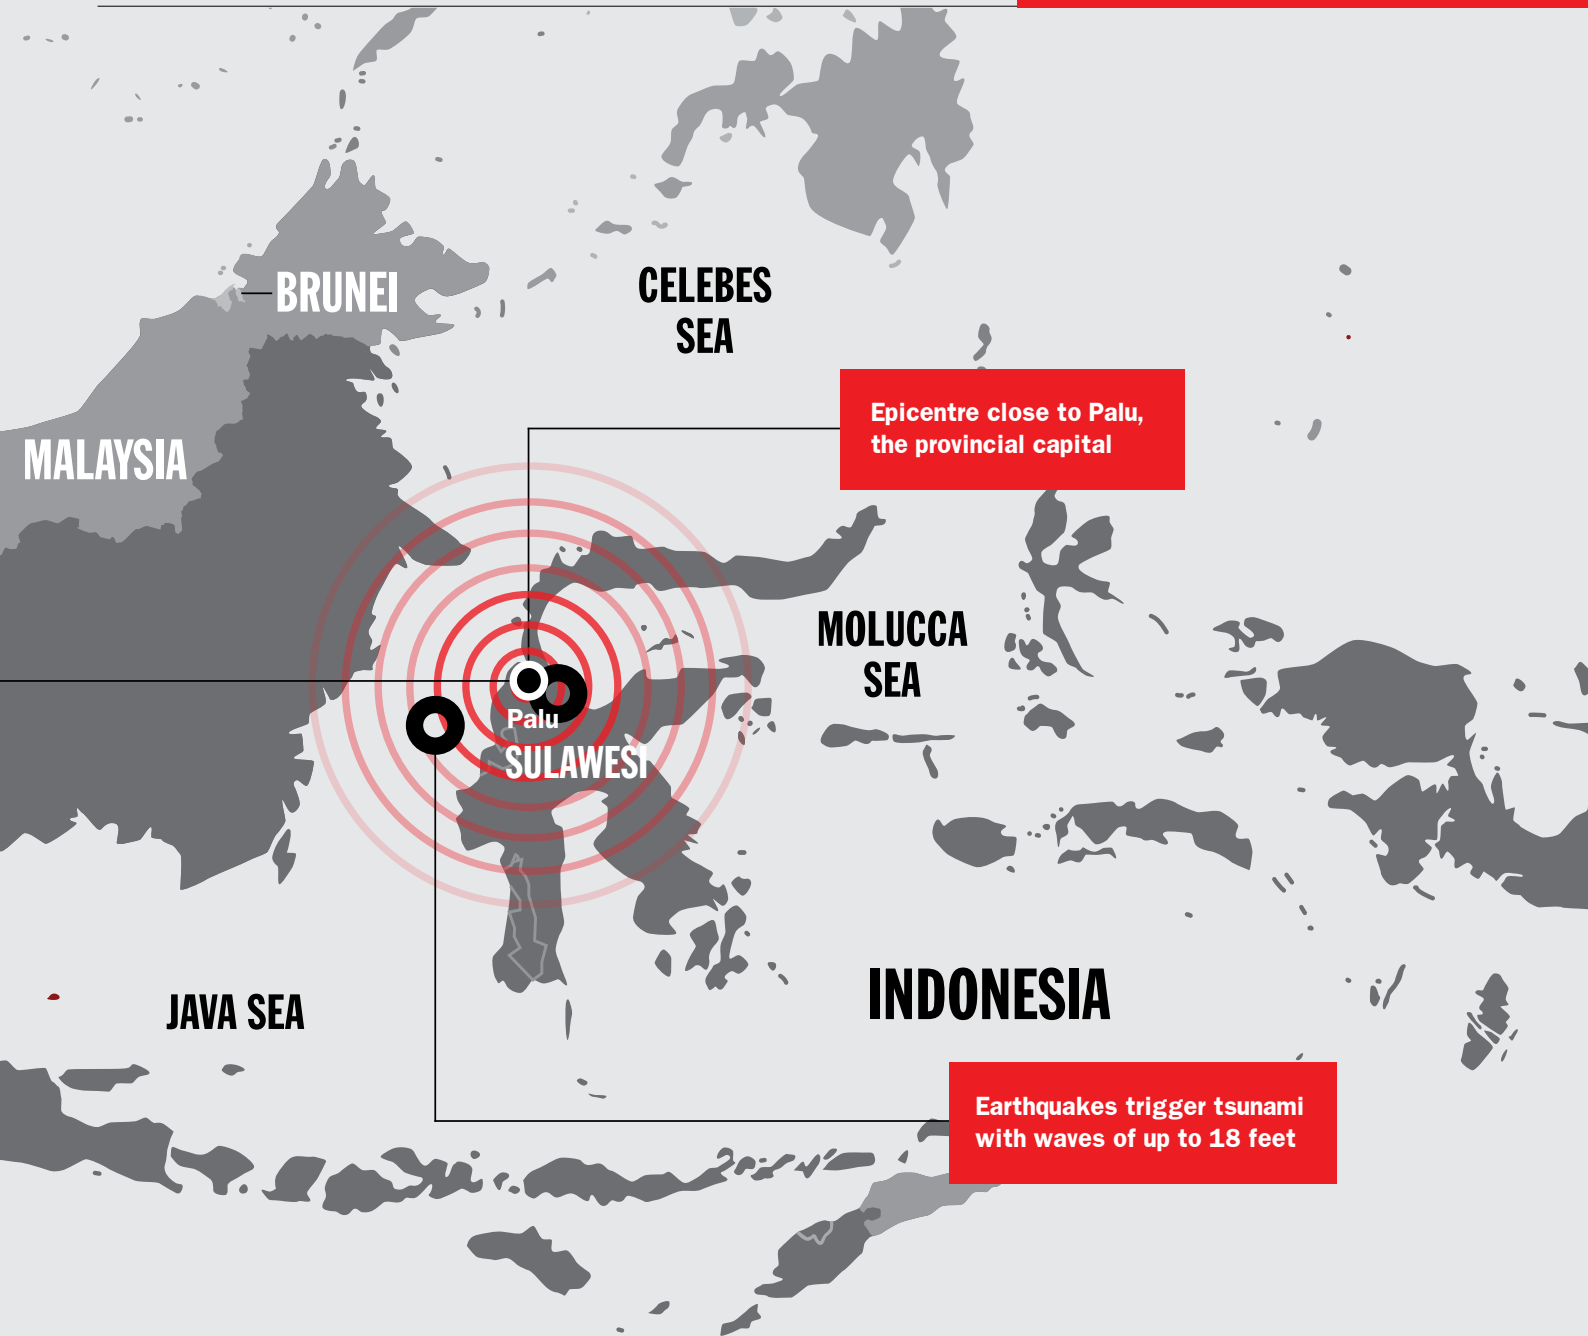 BRUNEI
CELEBES
SEA
Epicentre close to Palu,
the provincial capital
MALAYSIA
MOLUCCA
SEA
Palu
SULAWESI
INDONESIA
JAVA SEA
Earthquakes trigger tsunami
with waves of up to 18 feet